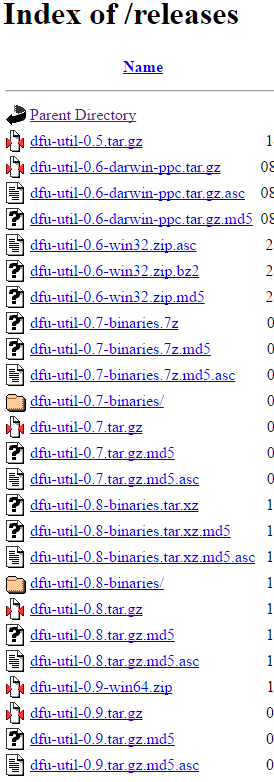 Index of /releases
Name
Parent Directory
dfu-util-0.5.tar.gz 1
dfu-util-0.6-darwin-ppc.tar.gz 08
dfu-util-0.6-darwin-ppc.tar.gz.asc 08
dfu-util-0.6-darwin-ppc.tar.gz.md5 08
dfu-util-0.6-win32.zip.asc 2
dfu-util-0.6-win32.zip.bz2 2
dfu-util-0.6-win32.zip.md5 2
dfu-util-0.7-binaries.7z 0
dfu-util-0.7-binaries.7z.md5 0
dfu-util-0.7-binaries.7z.md5.asc 0
dfu-util-0.7-binaries/ 0
dfu-util-0.7.tar.gz 0
dfu-util-0.7.tar.gz.md5 0
dfu-util-0.7.tar.gz.md5.asc 0
dfu-util-0.8-binaries.tar.xz 1
dfu-util-0.8-binaries.tar.xz.md5 1
dfu-util-0.8-binaries.tar.xz.md5.asc 1
dfu-util-0.8-binaries/ 1
dfu-util-0.8.tar.gz 1
dfu-util-0.8.tar.gz.md5 1
dfu-util-0.8.tar.gz.md5.asc 1
dfu-util-0.9-win64.zip 1
dfu-util-0.9.tar.gz 0
dfu-util-0.9.tar.gz.md5 0
dfu-util-0.9.tar.gz.md5.asc 0